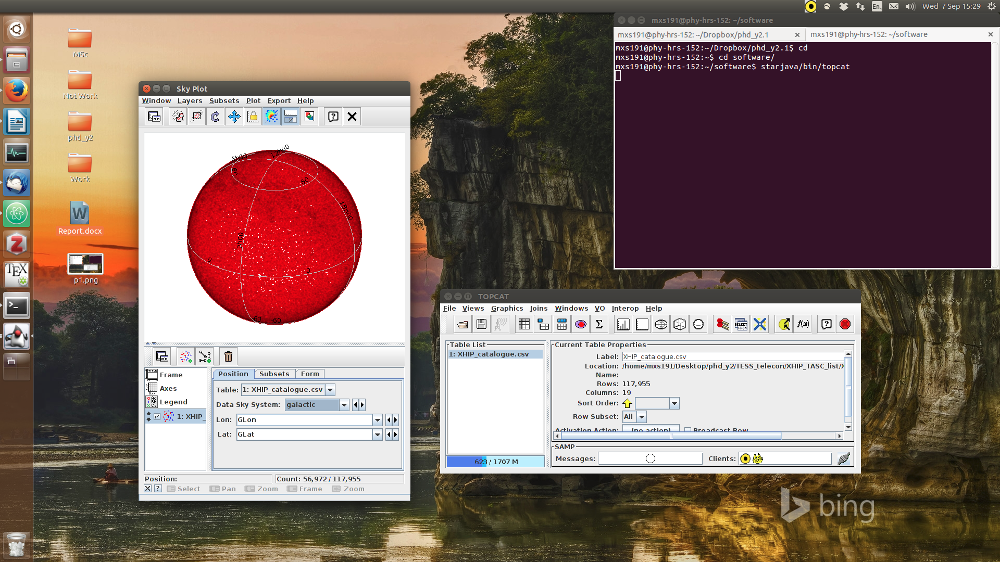 En1
Wed 7 Sep 15:29
MSc
Not Work
phd_y2
Work
W
Report.docx
p1.png
Z
TEX
mxs191@phy-hrs-152: ~/software
mxs191@phy-hrs-152: ~/Dropbox/phd_y2.1
mxs191@phy-hrs-152: ~/software
mxs191@phy-hrs-152:~/Dropbox/phd_y2.1$ cd
mxs191@phy-hrs-152:~$ cd software/
mxs191@phy-hrs-152:~/software$ starjava/bin/topcat
Sky Plot
Window Layers Subsets Plot Export Help
6h00 12h00
60
60
18h00
0h00
0
0
-60 -60
Frame
Axes
Legend
1: XHIP_
Position Subsets Form
Table: 1: XHIP_catalogue.csv
Data Sky System: galactic
Lon: GLon
Lat: GLat
Position:
Count: 56,972 / 117,955
Select Pan Zoom Frame Zoom
TOPCAT
File Views Graphics Joins Windows VO Interop Help
SELECT FROM
f(x)
Table List
1: XHIP_catalogue.csv
623 / 1707 M
Current Table Properties
Label: XHIP_catalogue.csv
Location: /home/mxs191/Desktop/phd_y2/TESS_telecon/XHIP_TASC_list/X
Name:
Rows: 117,955
Columns: 19
Sort Order:
Row Subset: All
Activation Action: (no action) Broadcast Row
SAMP
Messages:
Clients:
bing